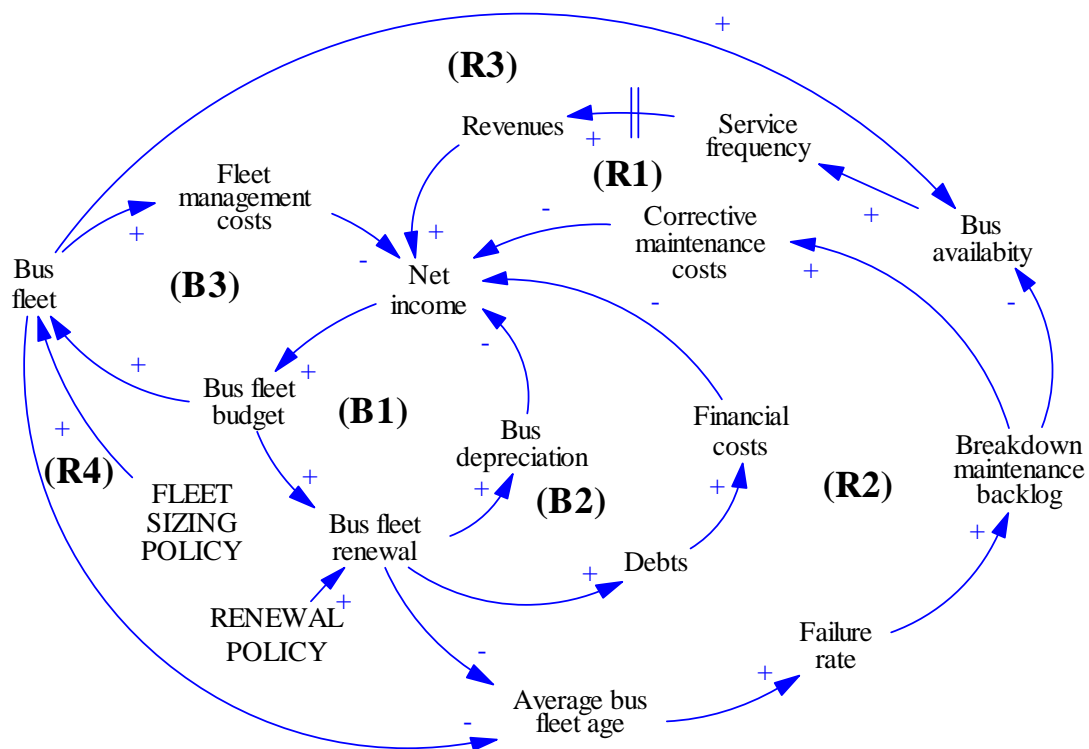 +
(R3)
Revenues
+
Service
frequency
(R1)
Fleet
management
costs
+
-
+
-
Corrective
maintenance
costs
+
+
Bus
availabity
-
Bus
fleet
(B3)
Net
income
-
-
+
+
Bus fleet
budget
(B1)
Bus
depreciation
Financial
costs
+
(R4)
+
+
(B2)
+
(R2)
Breakdown
maintenance
backlog
FLEET
SIZING
POLICY
Bus fleet
renewal
+
Debts
+
RENEWAL
POLICY
+
Failure
rate
-
+
Average bus
fleet age
-